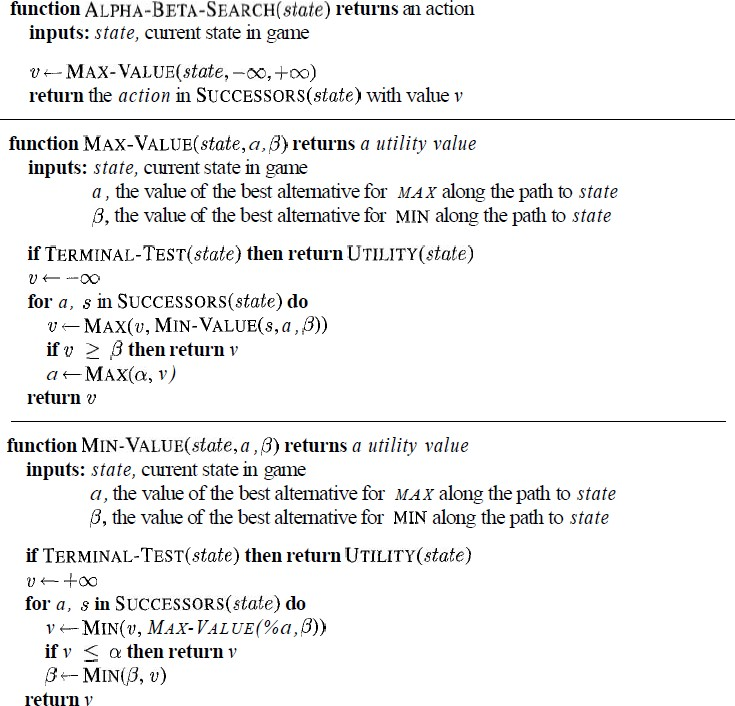 function ALPHA-BETA-SEARCH(state) returns an action
inputs: state, current state in game
v ← MAX-VALUE(state, −∞, +∞)
return the action in SUCCESSORS(state) with value v
function MAX-VALUE(state, a, β) returns a utility value
inputs: state, current state in game
a, the value of the best alternative for MAX along the path to state
β, the value of the best alternative for MIN along the path to state
if TERMINAL-TEST(state) then return UTILITY(state)
v ← −∞
for a, s in SUCCESSORS(state) do
v ← MAX(v, MIN-VALUE(s, a, β))
if v ≥ β then return v
a ← MAX(α, v)
return v
function MIN-VALUE(state, a, β) returns a utility value
inputs: state, current state in game
a, the value of the best alternative for MAX along the path to state
β, the value of the best alternative for MIN along the path to state
if TERMINAL-TEST(state) then return UTILITY(state)
v ← +∞
for a, s in SUCCESSORS(state) do
v ← MIN(v, MAX-VALUE(%a, β))
if v ≤ α then return v
β ← MIN(β, v)
return v